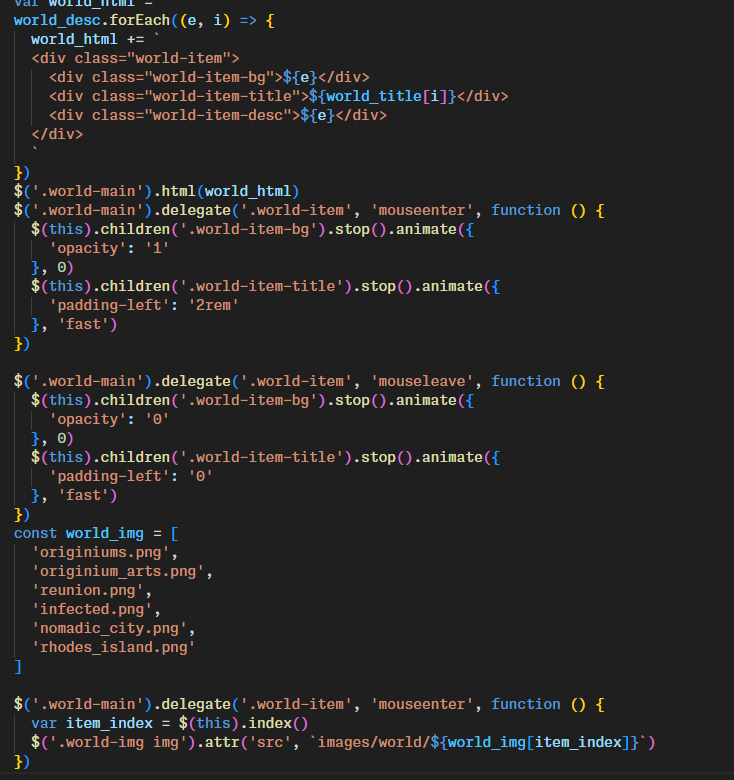 var world_html =
world_desc.forEach((e, i) => {
  world_html += `
  <div class="world-item">
    <div class="world-item-bg">${e}</div>
    <div class="world-item-title">${world_title[i]}</div>
    <div class="world-item-desc">${e}</div>
  </div>
  `
})
$('.world-main').html(world_html)
$('.world-main').delegate('.world-item', 'mouseenter', function () {
  $(this).children('.world-item-bg').stop().animate({
    'opacity': '1'
  }, 0)
  $(this).children('.world-item-title').stop().animate({
    'padding-left': '2rem'
  }, 'fast')
})

$('.world-main').delegate('.world-item', 'mouseleave', function () {
  $(this).children('.world-item-bg').stop().animate({
    'opacity': '0'
  }, 0)
  $(this).children('.world-item-title').stop().animate({
    'padding-left': '0'
  }, 'fast')
})
const world_img = [
  'originiums.png',
  'originium_arts.png',
  'reunion.png',
  'infected.png',
  'nomadic_city.png',
  'rhodes_island.png'
]

$('.world-main').delegate('.world-item', 'mouseenter', function () {
  var item_index = $(this).index()
  $('.world-img img').attr('src', `images/world/${world_img[item_index]}`)
})